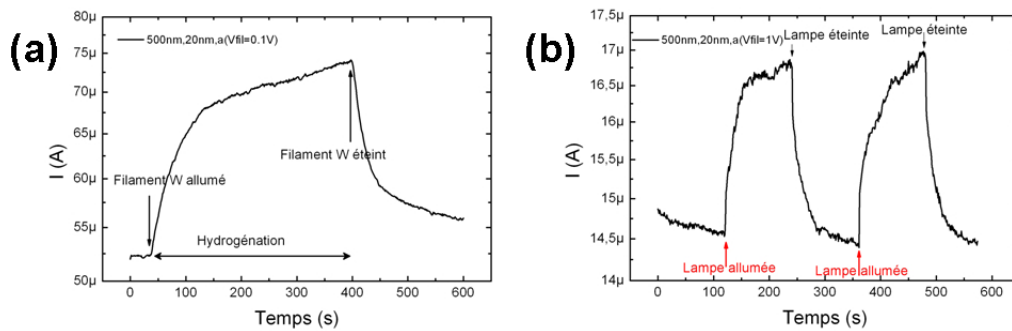 (a)
80µ
75µ
70µ
65µ
60µ
55µ
50µ
I (A)
500nm,20nm,a(Vfil=0.1V)
Filament W allumé
Filament W éteint
Hydrogénation
0 100 200 300 400 500 600
Temps (s)
(b)
17,5µ
17µ
16,5µ
16µ
15,5µ
15µ
14,5µ
14µ
I (A)
500nm,20nm,a(Vfil=1V)
Lampe éteinte
Lampe éteinte
Lampe allumée
Lampe allumée
0 100 200 300 400 500 600
Temps (s)